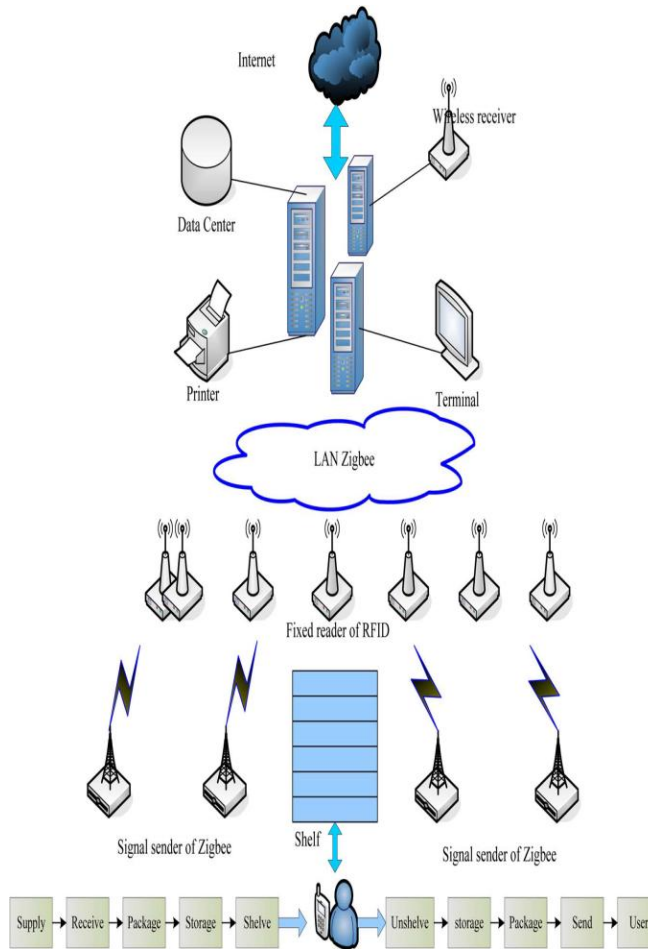 Internet
Wireless receiver
Data Center
Printer
Terminal
LAN Zigbee
Fixed reader of RFID
Shelf
Signal sender of Zigbee
Signal sender of Zigbee
Supply
Receive
Package
Storage
Shelve
Unshelve
storage
Package
Send
User